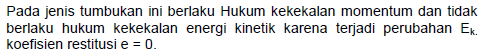 Pada jenis tumbukan ini berlaku Hukum kekekalan momentum dan tidak
berlaku hukum kekekalan energi kinetik karena terjadi perubahan Ek.
koefisien restitusi e = 0.